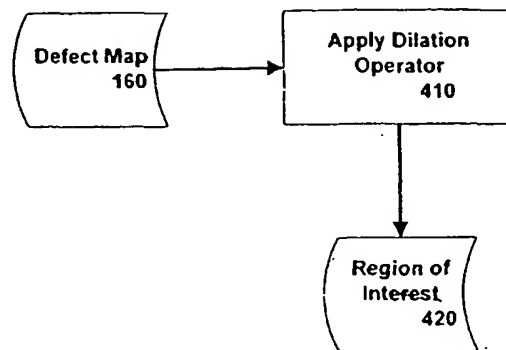 Defect Map
160
Apply Dilation
Operator
410
Region of
Interest
420